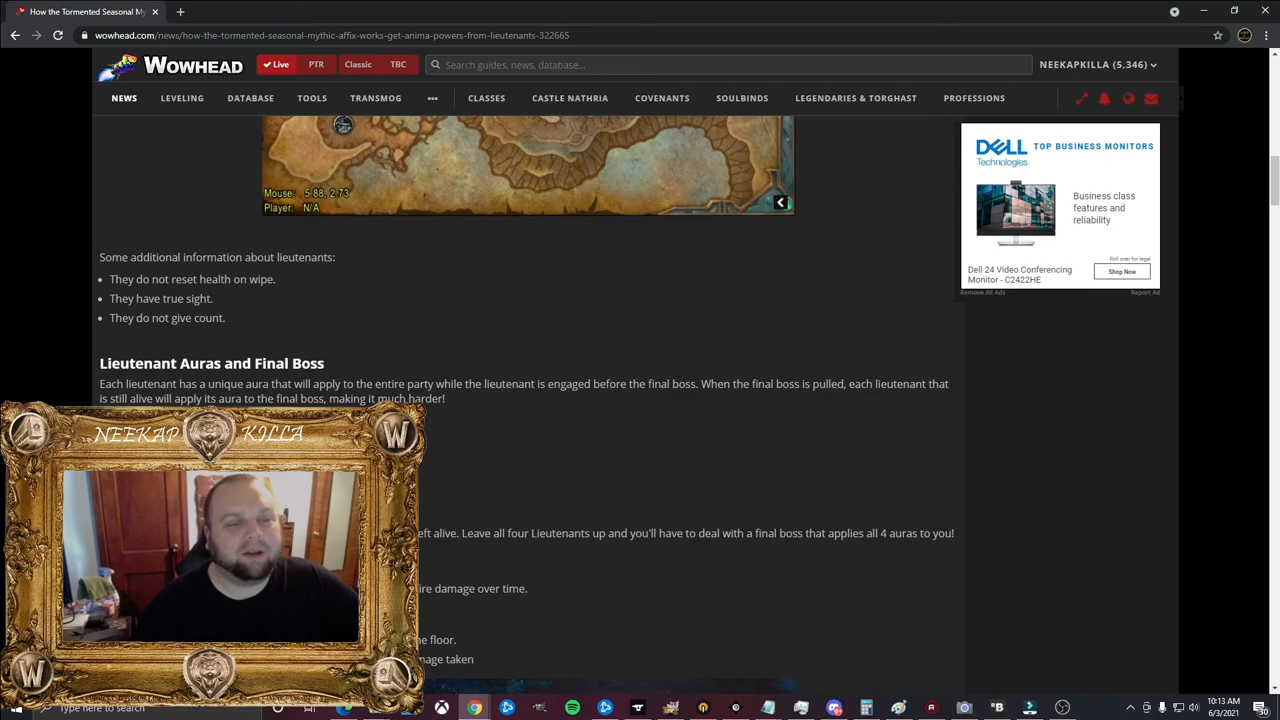 How the Tormented Seasonal My
wowhead.com/news/how-the-tormented-seasonal-mythic-affix-works-get-anima-powers-from-lieutenants-322665
WOWHEAD
Live PTR Classic TBC
Search guides, news, database...
NEEKAPKILLA (5,346)
NEWS LEVELING DATABASE TOOLS TRANSMOG ••• CLASSES CASTLE NATHRIA COVENANTS SOULBINDS LEGENDARIES & TORGHAST PROFESSIONS
Mouse: 5.88, 2.73
Player: N/A
DELL Technologies
TOP BUSINESS MONITORS
Business class
features and
reliability
Roll over for legal
Dell 24 Video Conferencing
Monitor - C2422HE
Shop Now
Remove All Ads
Report Ad
Some additional information about lieutenants:
• They do not reset health on wipe.
• They have true sight.
• They do not give count.
Lieutenant Auras and Final Boss
Each lieutenant has a unique aura that will apply to the entire party while the lieutenant is engaged before the final boss. When the final boss is pulled, each lieutenant that
is still alive will apply its aura to the final boss, making it much harder!
NEEKAP KILLA
W
eft alive. Leave all four Lieutenants up and you'll have to deal with a final boss that applies all 4 auras to you!
ire damage over time.
ne floor.
mage taken
W
Type here to search
10:13 AM
6/3/2021